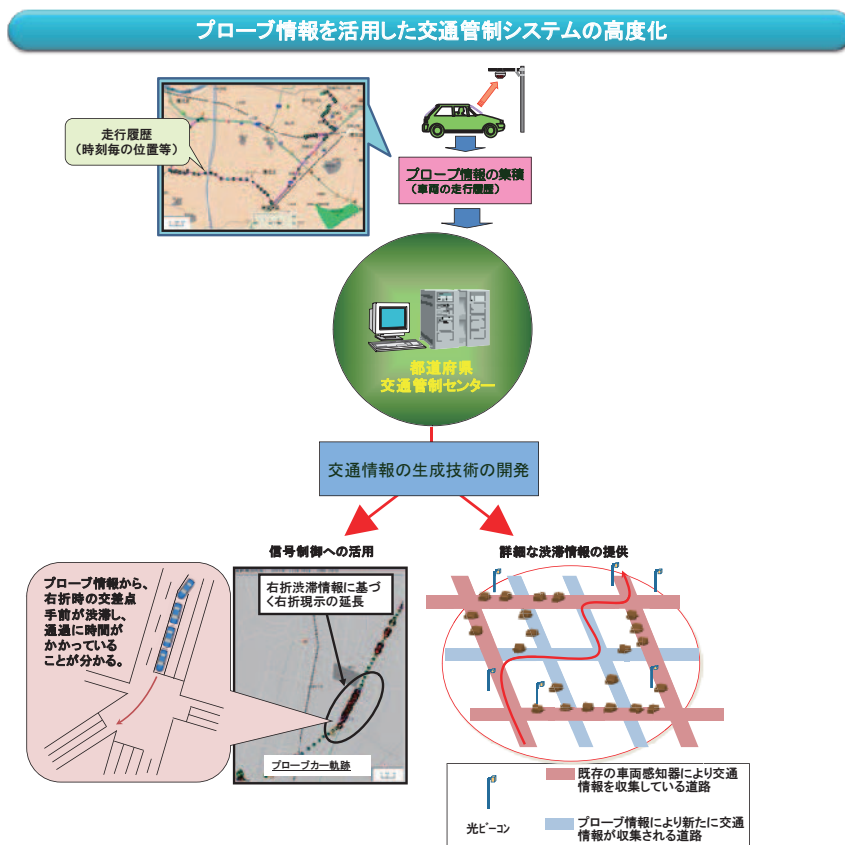 プローブ情報を活用した交通管制システムの高度化
走行履歴
（時刻毎の位置等）
プローブ情報の集積
（車両の走行履歴）
都道府県
交通管制センター
交通情報の生成技術の開発
信号制御への活用
詳細な渋滞情報の提供
プローブ情報から、
右折時の交差点
手前が渋滞し、
通過に時間が
かかっている
ことが分かる。
右折渋滞情報に基づ
く右折現示の延長
プローブカー軌跡
光ビーコン
既存の車両感知器により交通
情報を収集している道路
プローブ情報により新たに交通
情報が収集される道路